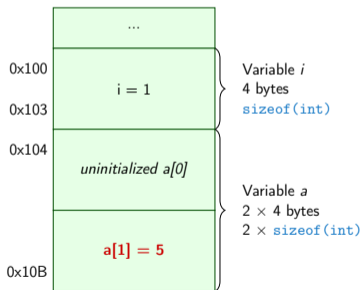 ...
0x100
i = 1
0x103
Variable i
4 bytes
sizeof(int)
0x104
uninitialized a[0]
a[1] = 5
0x10B
Variable a
2 × 4 bytes
2 × sizeof(int)